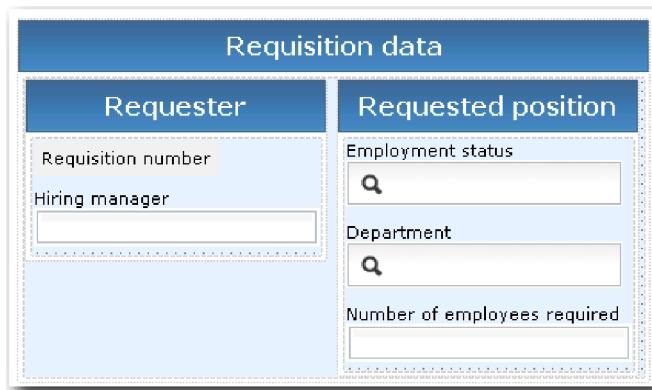 Requisition data
Requester
Requisition number
Hiring manager
Requested position
Employment status
Department
Number of employees required